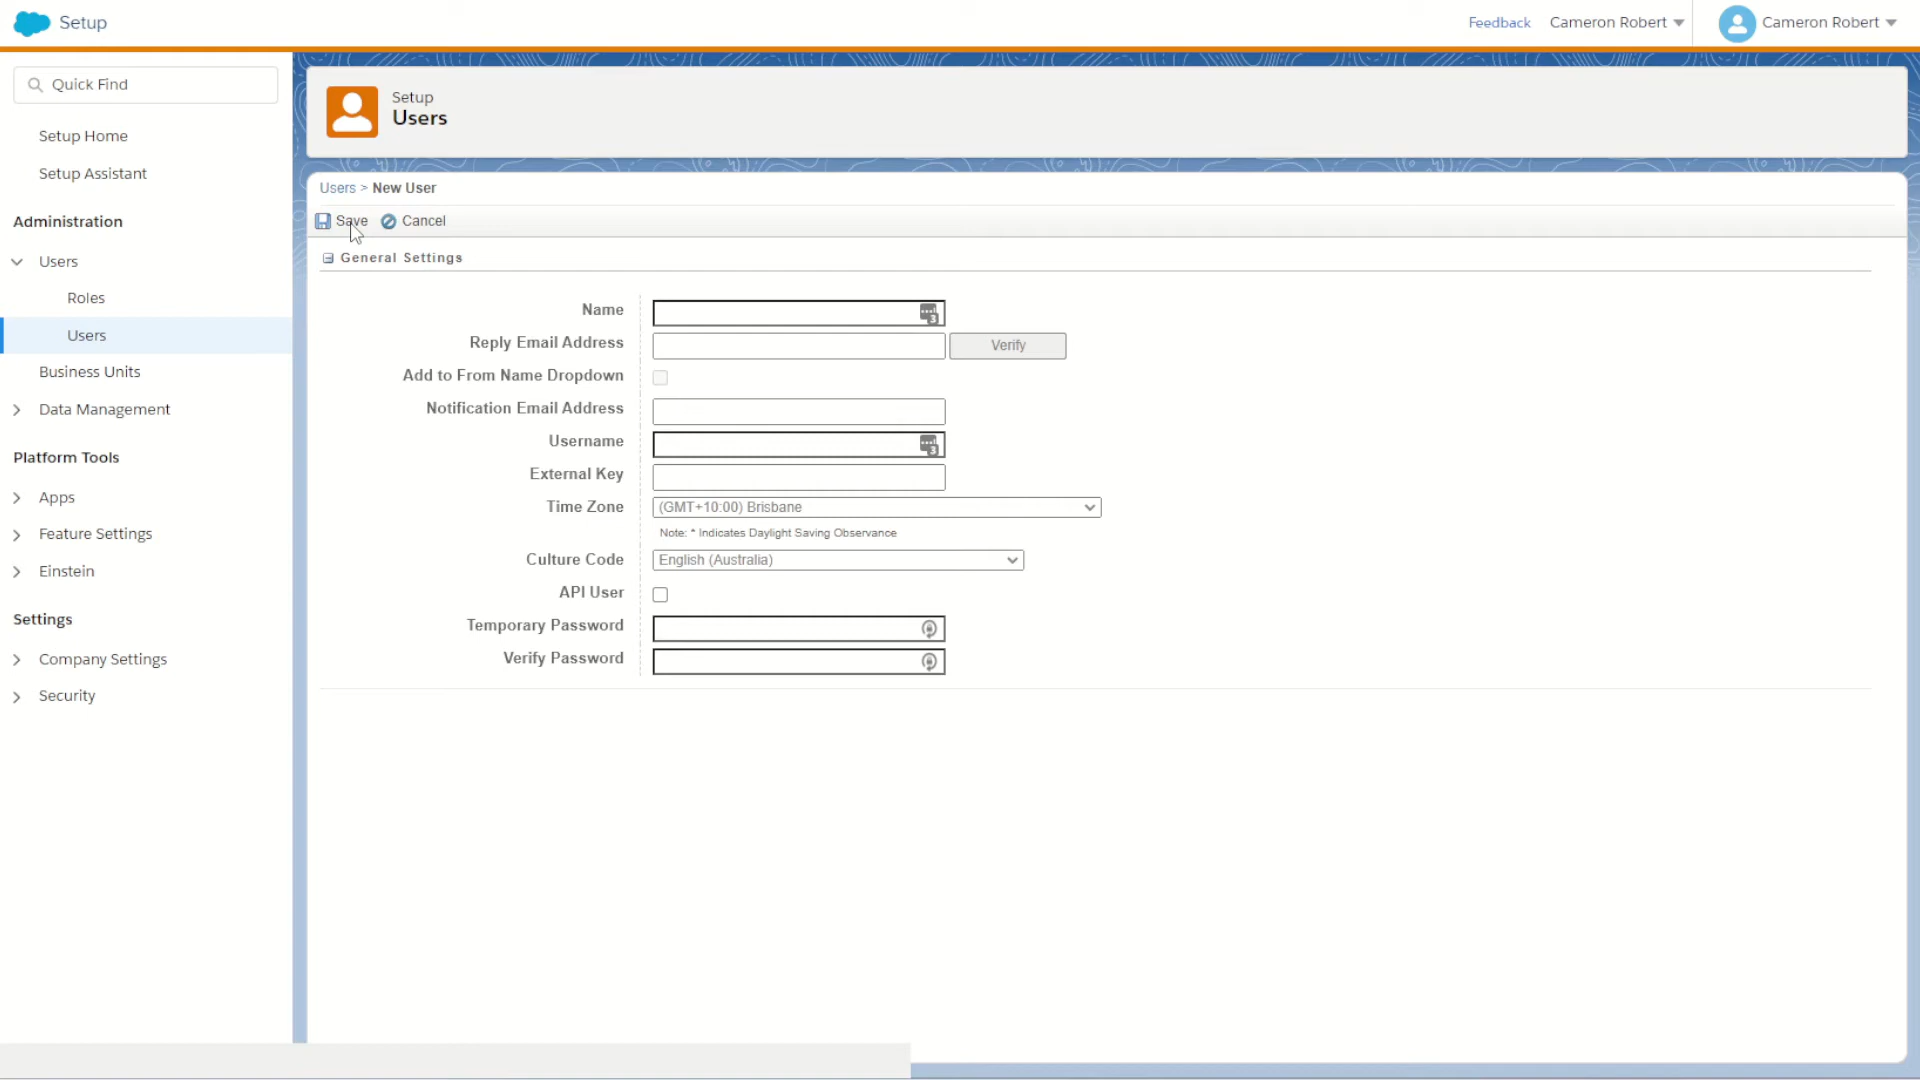 Setup
Feedback
Cameron Robert
Cameron Robert
Quick Find
Setup Home
Setup Assistant
Administration
Users
Roles
Users
Business Units
Data Management
Platform Tools
Apps
Feature Settings
Einstein
Settings
Company Settings
Security
Setup
Users
Users > New User
Save
Cancel
General Settings
Name
3
Reply Email Address
Verify
Add to From Name Dropdown
Notification Email Address
Username
3
External Key
Time Zone
(GMT+10:00) Brisbane
Note: * Indicates Daylight Saving Observance
Culture Code
English (Australia)
API User
Temporary Password
Verify Password